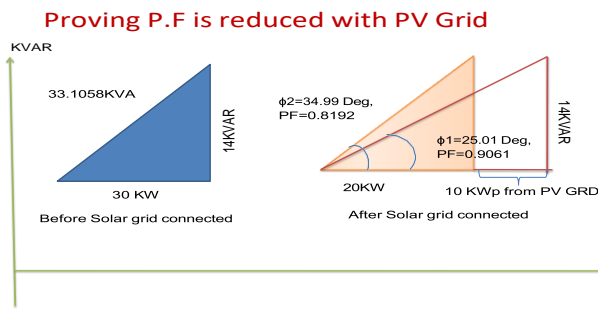 Proving P.F is reduced with PV Grid
KVAR
33.1058KVA
14KVAR
30 KW
Before Solar grid connected
ϕ2=34.99 Deg,
PF=0.8192
ϕ1=25.01 Deg,
PF=0.9061
14KVAR
20KW
10 KWp from PV GRD
After Solar grid connected